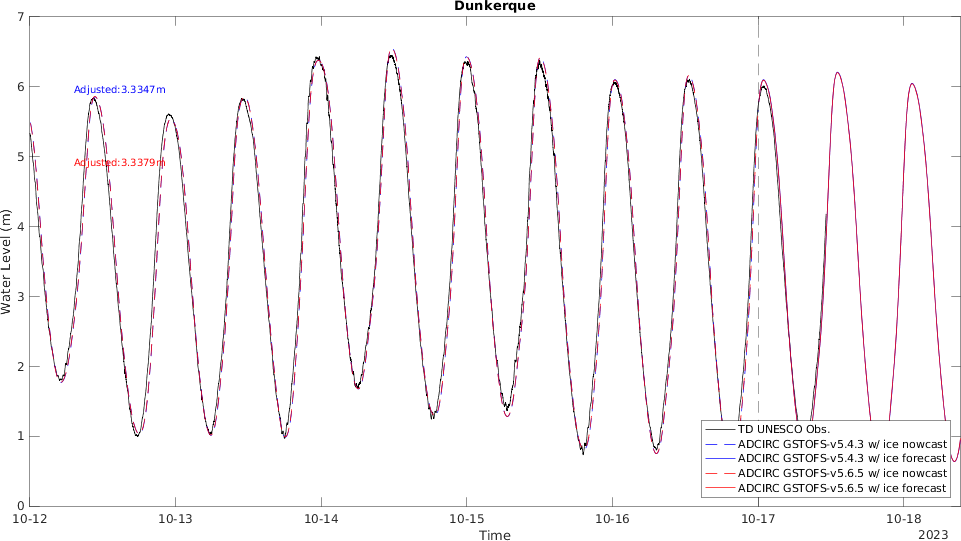 Dunkerque
7
6
5
4
3
2
1
0
Water Level (m)
Adjusted:3.3347m
Adjusted:3.3379m
TD UNESCO Obs.
ADCIRC GSTOFS-v5.4.3 w/ ice nowcast
ADCIRC GSTOFS-v5.4.3 w/ ice forecast
ADCIRC GSTOFS-v5.6.5 w/ ice nowcast
ADCIRC GSTOFS-v5.6.5 w/ ice forecast
10-12 10-13 10-14 10-15 10-16 10-17 10-18
Time
2023